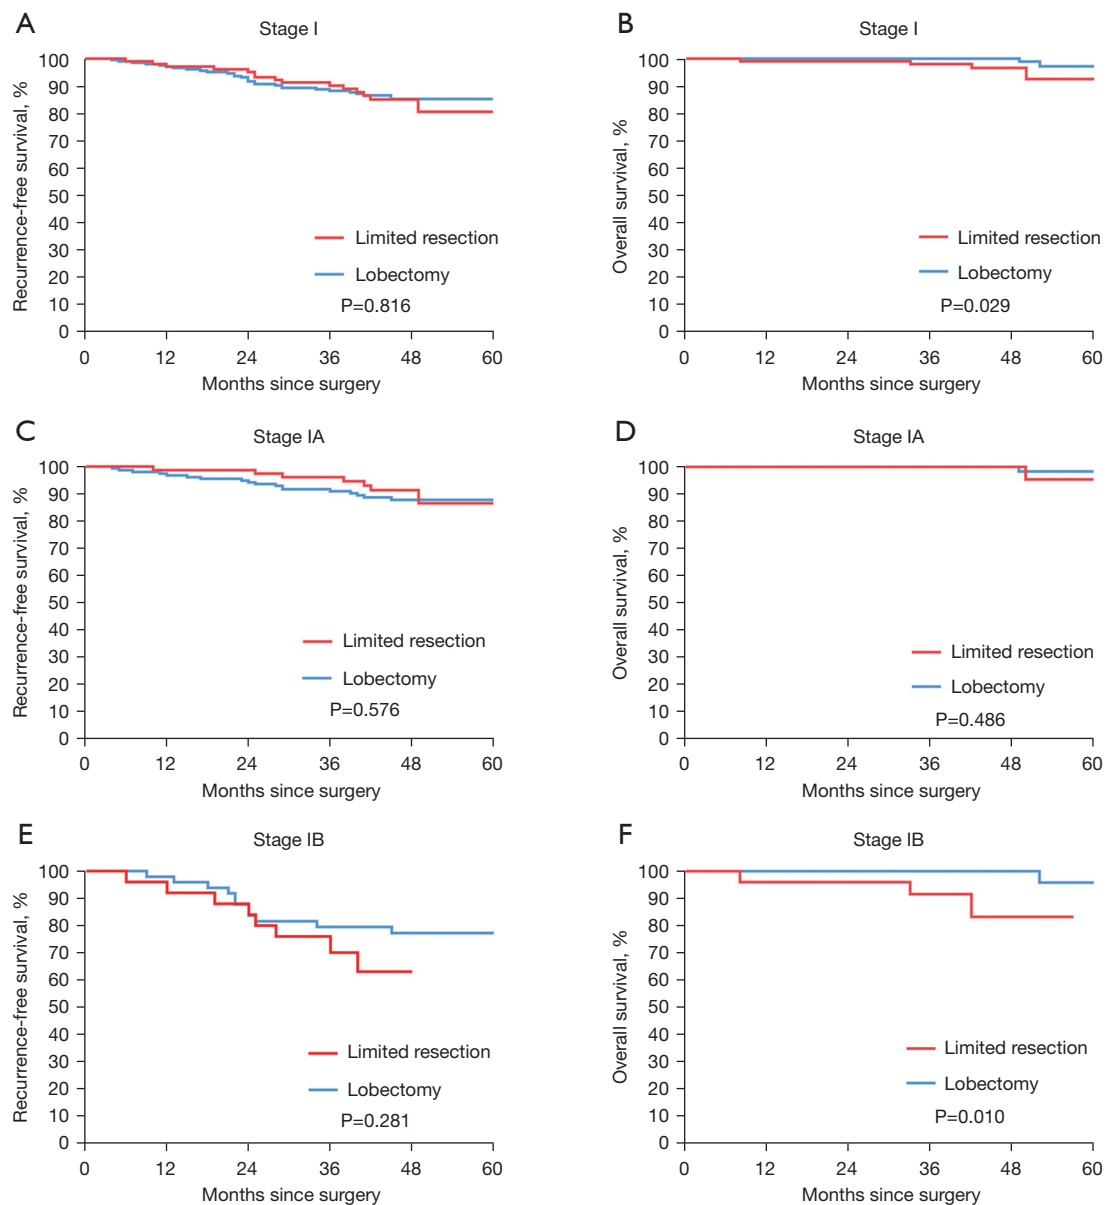 A
Stage I
Recurrence-free survival, %
100
90
80
70
60
50
40
30
20
10
0
Limited resection
Lobectomy
P=0.816
0 12 24 36 48 60
Months since surgery
B
Stage I
Overall survival, %
100
90
80
70
60
50
40
30
20
10
0
Limited resection
Lobectomy
P=0.029
0 12 24 36 48 60
Months since surgery
C
Stage IA
Recurrence-free survival, %
100
90
80
70
60
50
40
30
20
10
0
Limited resection
Lobectomy
P=0.576
0 12 24 36 48 60
Months since surgery
D
Stage IA
Overall survival, %
100
90
80
70
60
50
40
30
20
10
0
Limited resection
Lobectomy
P=0.486
0 12 24 36 48 60
Months since surgery
E
Stage IB
Recurrence-free survival, %
100
90
80
70
60
50
40
30
20
10
0
Limited resection
Lobectomy
P=0.281
0 12 24 36 48 60
Months since surgery
F
Stage IB
Overall survival, %
100
90
80
70
60
50
40
30
20
10
0
Limited resection
Lobectomy
P=0.010
0 12 24 36 48 60
Months since surgery